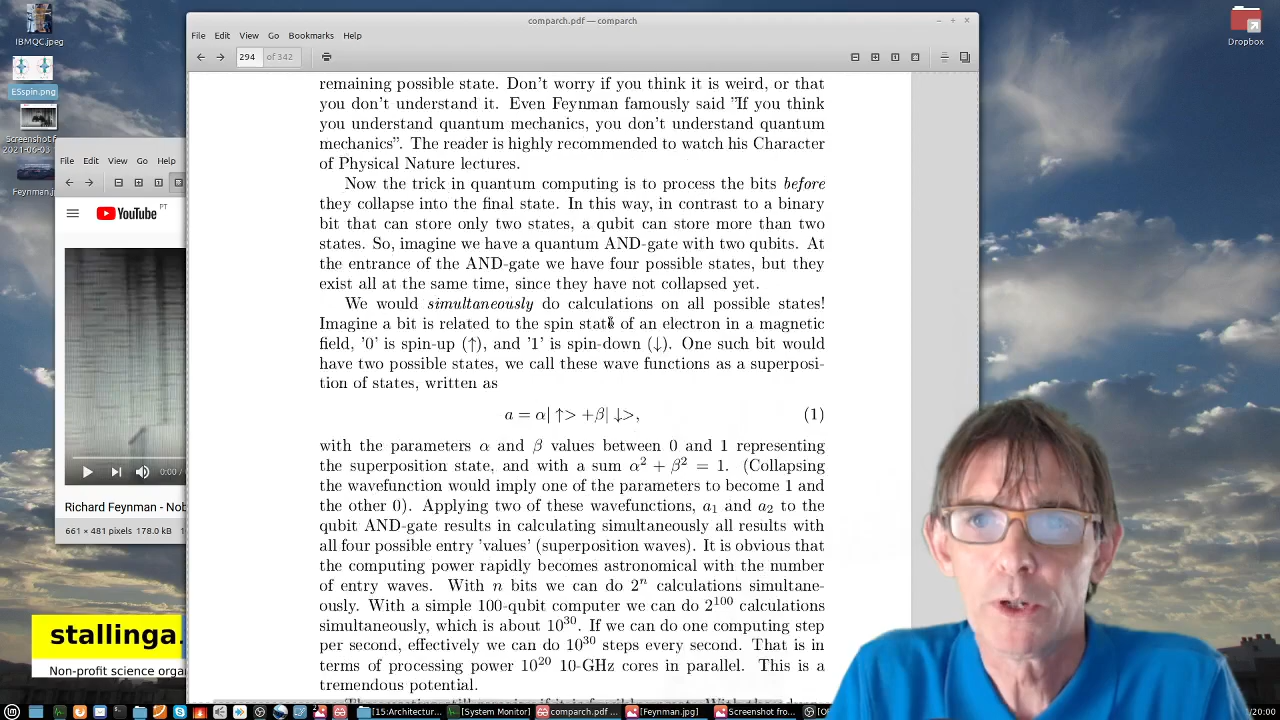 comparch.pdf — comparch
IBMQC.jpeg
File Edit View Go Bookmarks Help
Dropbox
294 of 342
ESspin.png
Screenshot f
2021-06-03
Feynman.j
File Edit View Go Help
YouTube PT
0:00 /
Richard Feynman - Nob
661 × 481 pixels 178.0 kB
stallinga.
Non-profit science orga
remaining possible state. Don't worry if you think it is weird, or that
you don't understand it. Even Feynman famously said "If you think
you understand quantum mechanics, you don't understand quantum
mechanics". The reader is highly recommended to watch his Character
of Physical Nature lectures.
Now the trick in quantum computing is to process the bits before
they collapse into the final state. In this way, in contrast to a binary
bit that can store only two states, a qubit can store more than two
states. So, imagine we have a quantum AND-gate with two qubits. At
the entrance of the AND-gate we have four possible states, but they
exist all at the same time, since they have not collapsed yet.
We would simultaneously do calculations on all possible states!
Imagine a bit is related to the spin state of an electron in a magnetic
field, '0' is spin-up (↑), and '1' is spin-down (↓). One such bit would
have two possible states, we call these wave functions as a superposi-
tion of states, written as
a = α| ↑> +β| ↓>, (1)
with the parameters α and β values between 0 and 1 representing
the superposition state, and with a sum α² + β² = 1. (Collapsing
the wavefunction would imply one of the parameters to become 1 and
the other 0). Applying two of these wavefunctions, a₁ and a₂ to the
qubit AND-gate results in calculating simultaneously all results with
all four possible entry 'values' (superposition waves). It is obvious that
the computing power rapidly becomes astronomical with the number
of entry waves. With n bits we can do 2ⁿ calculations simultane-
ously. With a simple 100-qubit computer we can do 2¹⁰⁰ calculations
simultaneously, which is about 10³⁰. If we can do one computing step
per second, effectively we can do 10³⁰ steps every second. That is in
terms of processing power 10²⁰ 10-GHz cores in parallel. This is a
tremendous potential.
[15:Architectur... [System Monitor] comparch.pdf ... [Feynman.jpg] [Screenshot fro... /20:00